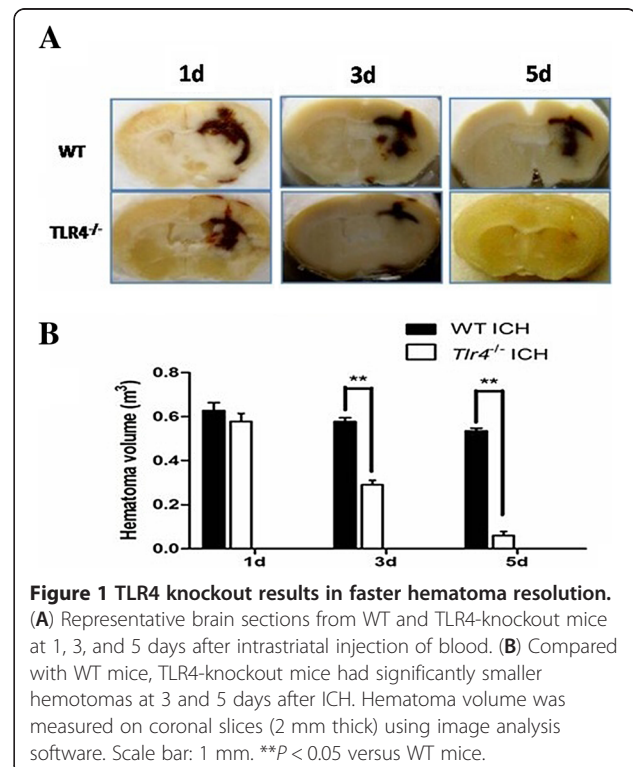 A
1d 3d 5d
WT
TLR4-/-
B
WT ICH
Tlr4-/- ICH
Hematoma volume (m³)
0.8
0.6
0.4
0.2
0.0
**
**
1d 3d 5d
Figure 1 TLR4 knockout results in faster hematoma resolution.
(A) Representative brain sections from WT and TLR4-knockout mice
at 1, 3, and 5 days after intrastriatal injection of blood. (B) Compared
with WT mice, TLR4-knockout mice had significantly smaller
hemotomas at 3 and 5 days after ICH. Hematoma volume was
measured on coronal slices (2 mm thick) using image analysis
software. Scale bar: 1 mm. **P < 0.05 versus WT mice.